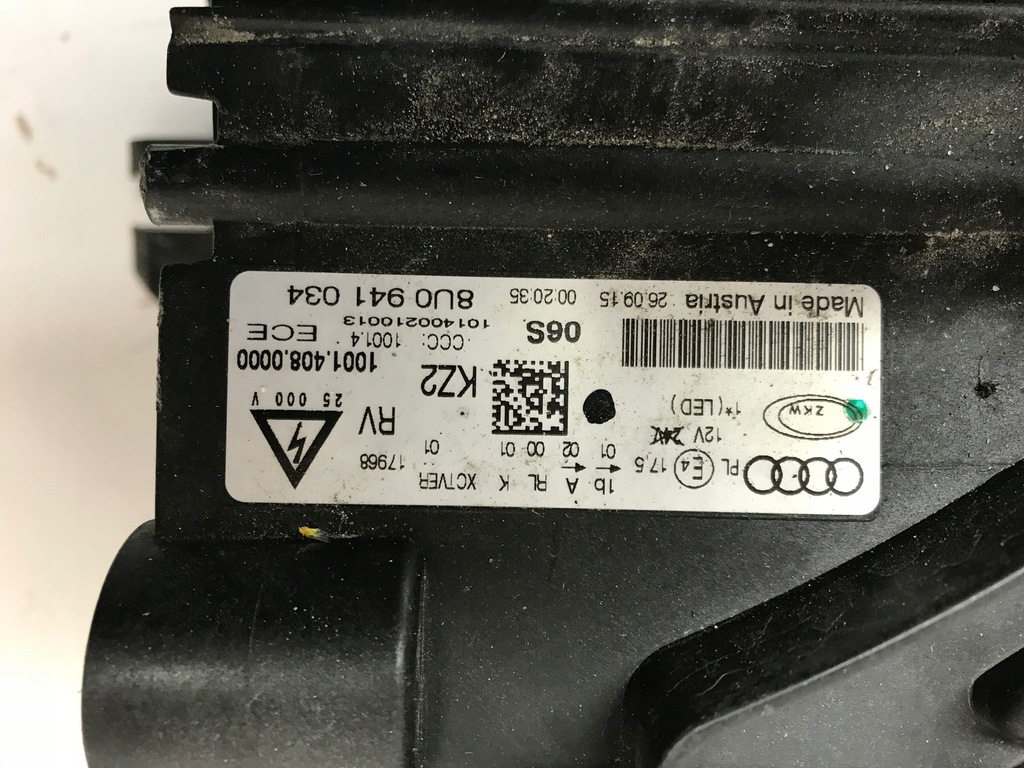 PL E4 17.5
1b A RL K XCTVER 17968
01 02 00 01 01
12V 24V
1*(LED)
ZKW
KZ2
RV
25 000 V
06S
1001.408.0000
CCC: 1001.4 ECE
101400210013
Made in Austria 26.09.15 00:20:35 8U0 941 034